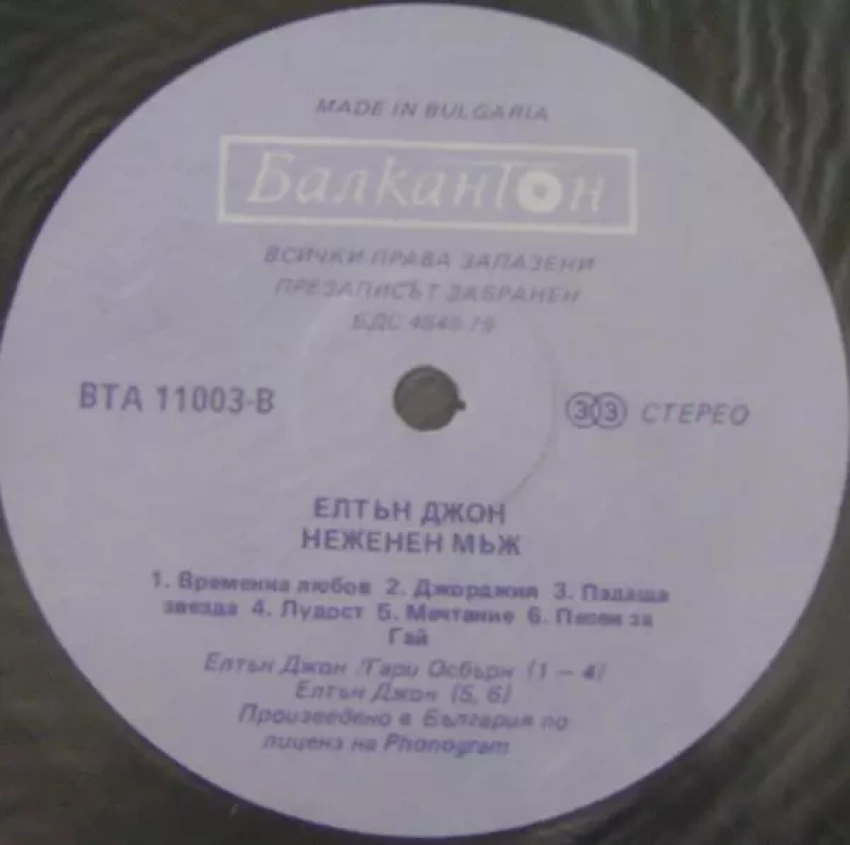 MADE IN BULGARIA
Балкантон
ВСИЧКИ ПРАВА ЗАПАЗЕНИ
ПРЕЗАПИСЪТ ЗАБРАНЕН
БДС 4848-79
ВТА 11003-В 33 СТЕРЕО
ЕЛТЪН ДЖОН
НЕЖЕНЕН МЪЖ
1. Временна любов 2. Джорджия 3. Падаща
звезда 4. Лудост 5. Мечтание 6. Песен за
Гай
Елтън Джон /Гари Осбърн (1 – 4)
Елтън Джон (5, 6)
Произведено в България по
лиценз на Phonogram